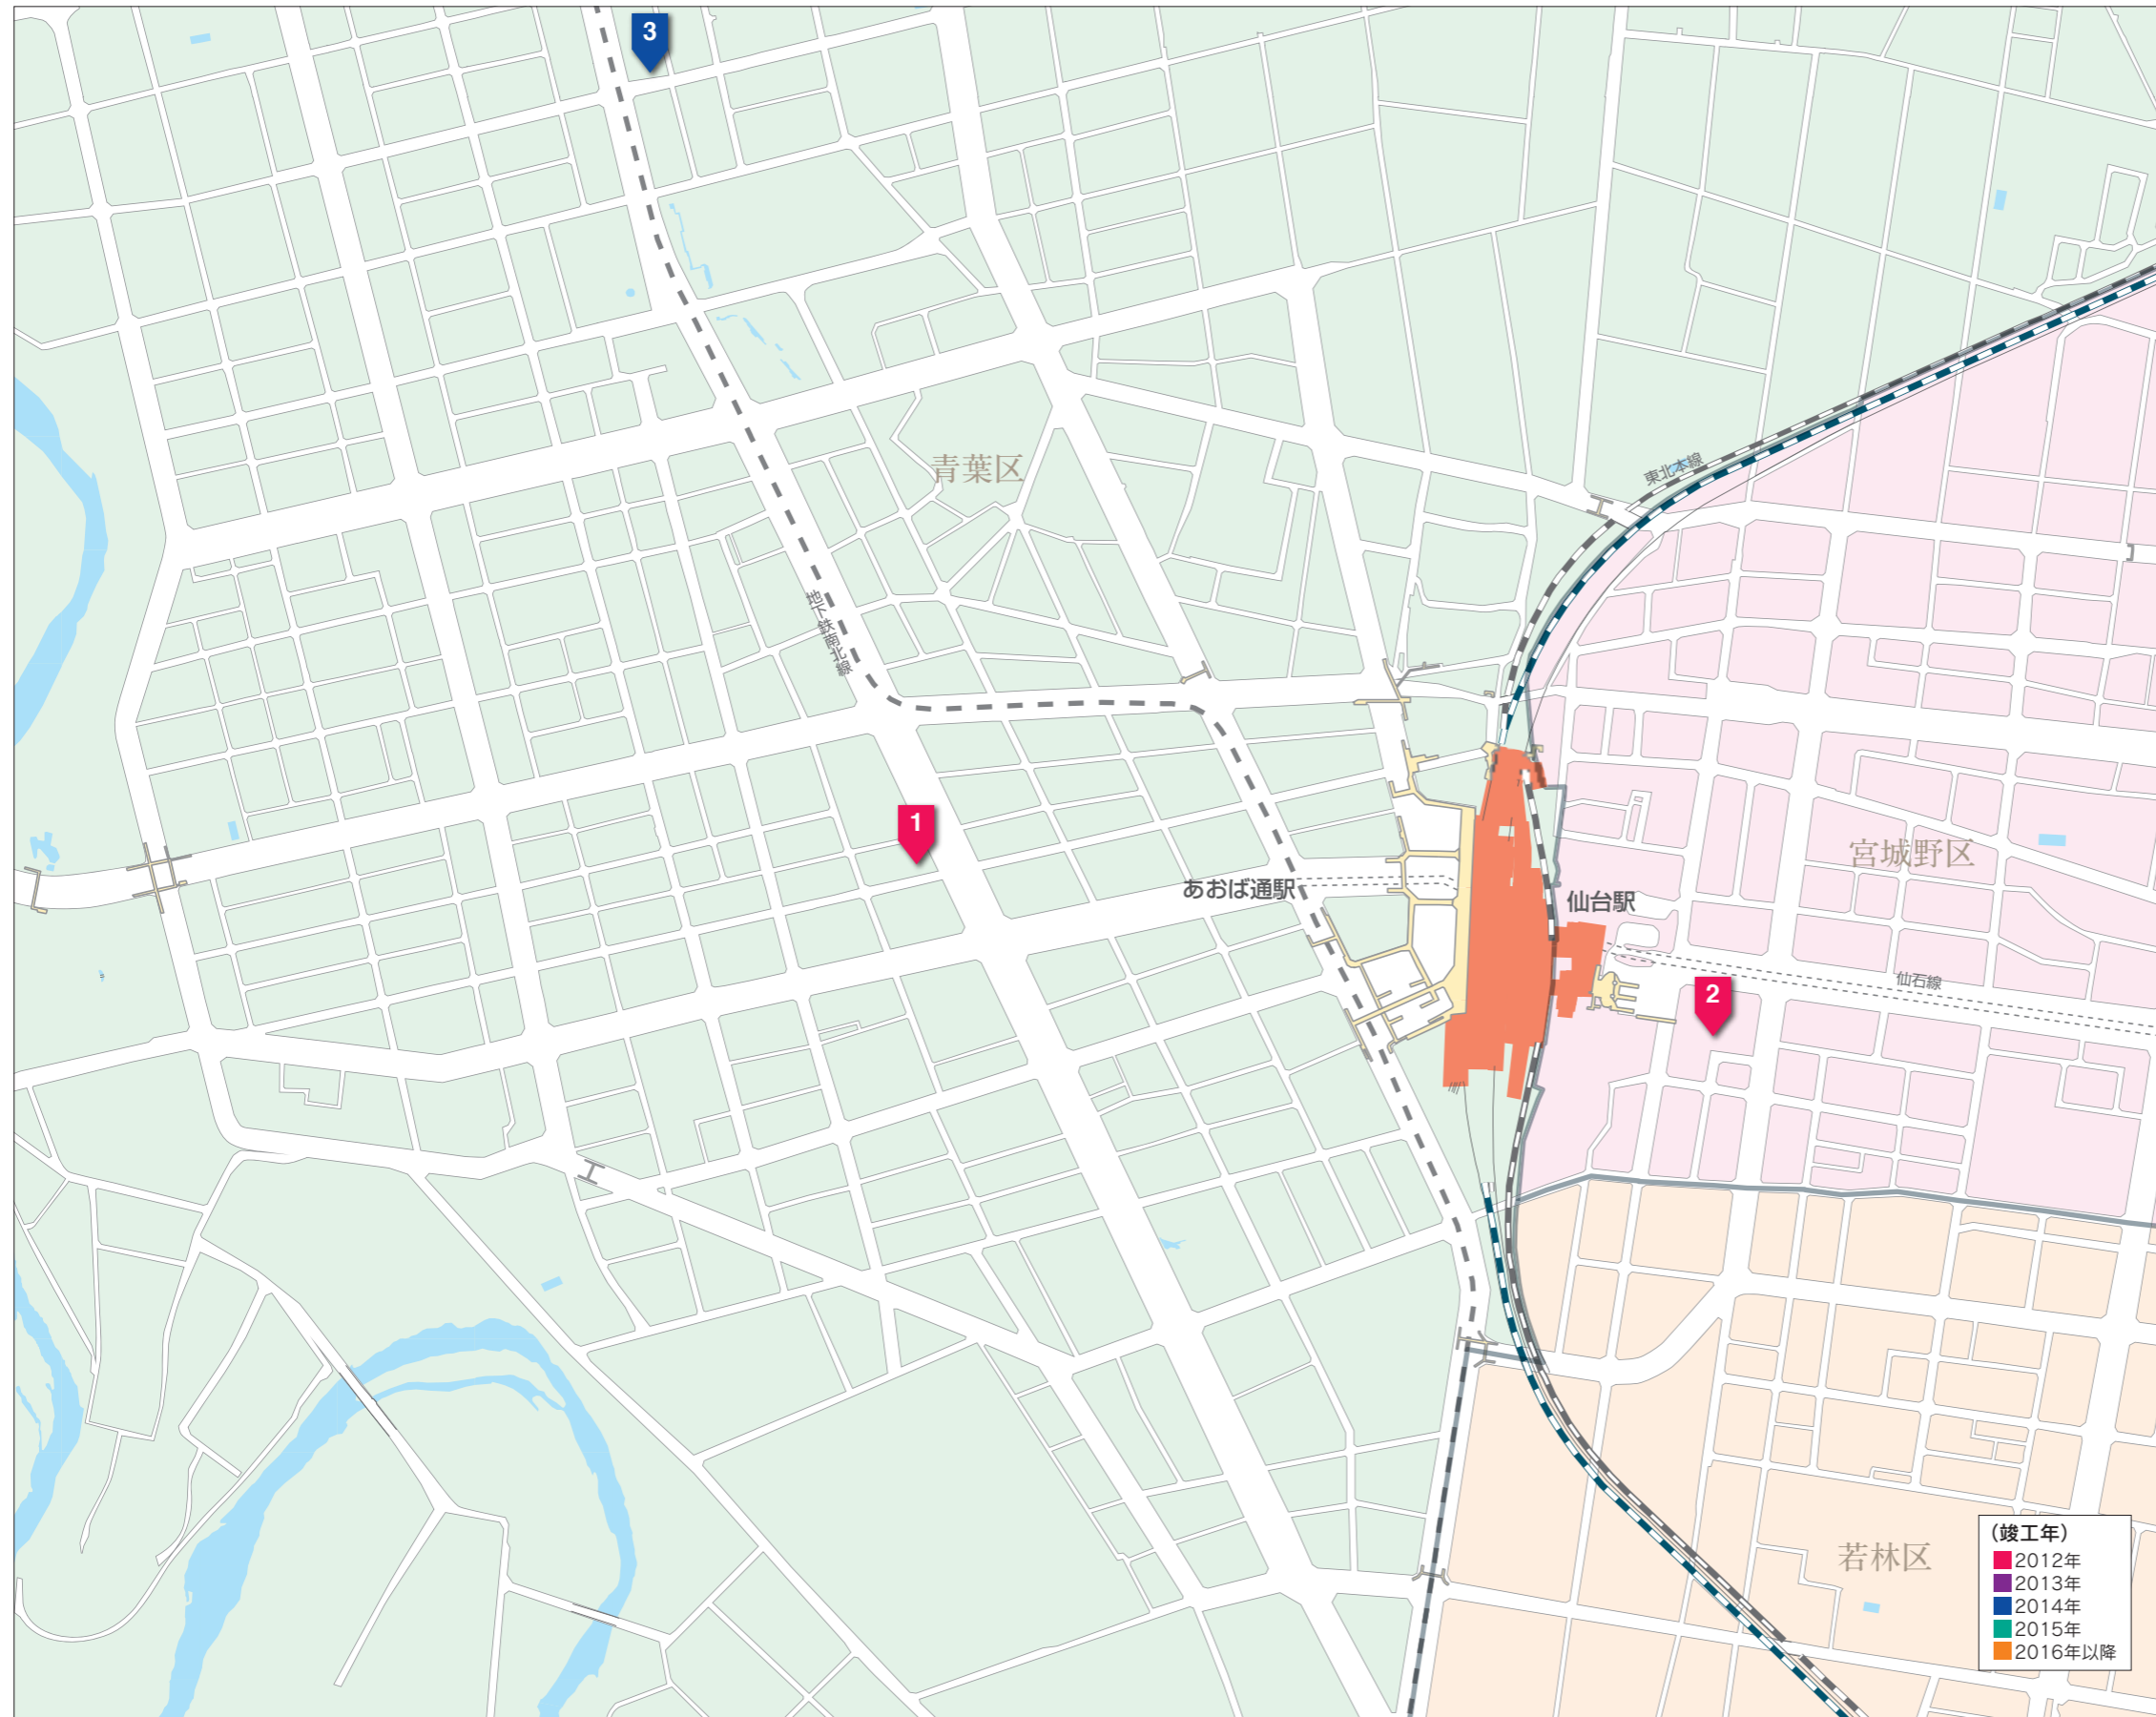 3
東北本線
青葉区
地下鉄南北線
1
宮城野区
あおば通駅
仙台駅
仙石線
2
若林区
(竣工年)
2012年
2013年
2014年
2015年
2016年以降